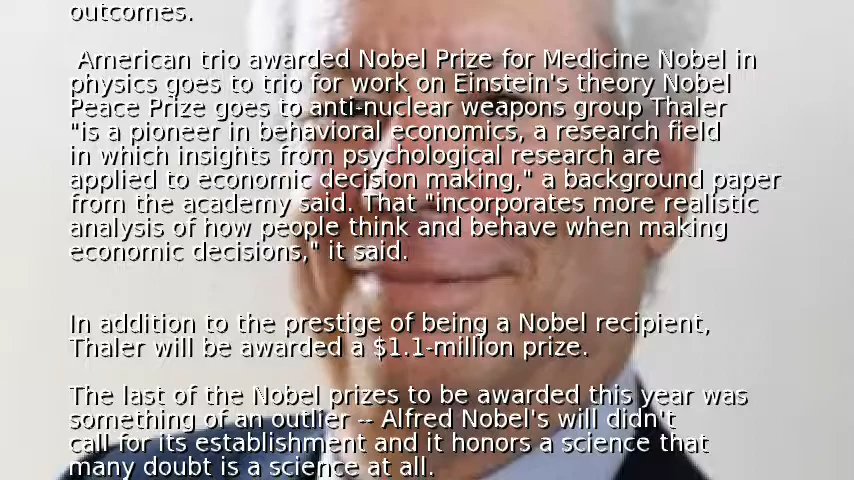 outcomes.
American trio awarded Nobel Prize for Medicine Nobel in
physics goes to trio for work on Einstein's theory Nobel
Peace Prize goes to anti-nuclear weapons group Thaler
"is a pioneer in behavioral economics, a research field
in which insights from psychological research are
applied to economic decision making," a background paper
from the academy said. That "incorporates more realistic
analysis of how people think and behave when making
economic decisions," it said.
In addition to the prestige of being a Nobel recipient,
Thaler will be awarded a $1.1-million prize.
The last of the Nobel prizes to be awarded this year was
something of an outlier -- Alfred Nobel's will didn't
call for its establishment and it honors a science that
many doubt is a science at all.